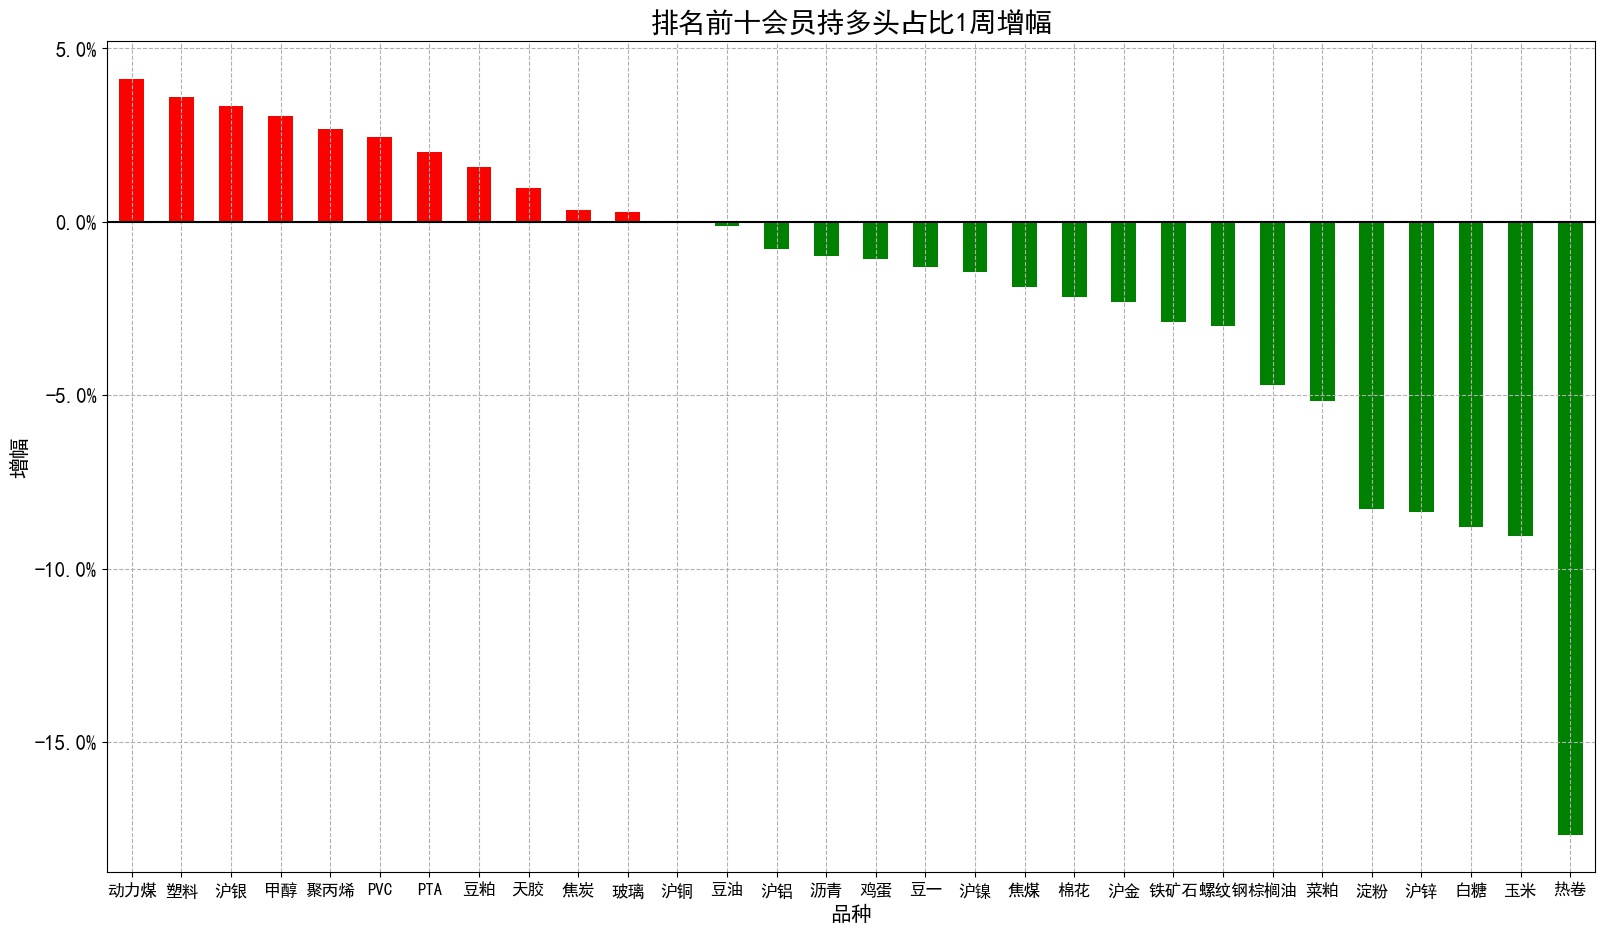 排名前十会员持多头占比1周增幅
5.0%
0.0%
−5.0%
−10.0%
−15.0%
增幅
动力煤 塑料 沪银 甲醇 聚丙烯 PVC PTA 豆粕 天胶 焦炭 玻璃 沪铜 豆油 沪铝 沥青 鸡蛋 豆一 沪镍 焦煤 棉花 沪金 铁矿石 螺纹钢 棕榈油 菜粕 淀粉 沪锌 白糖 玉米 热卷
品种